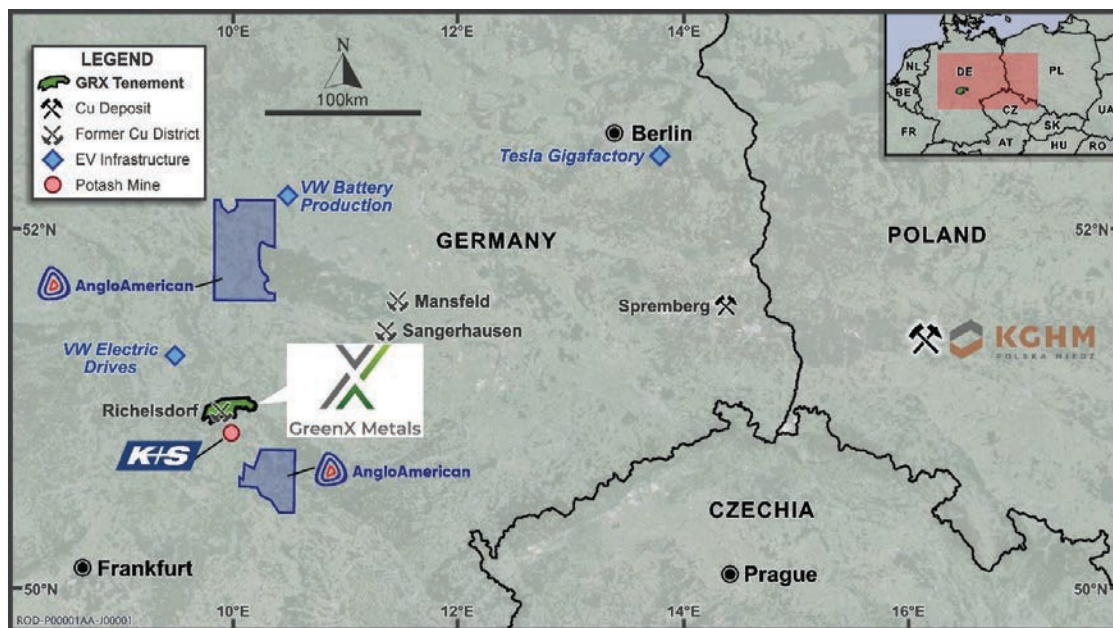 10°E
12°E
14°E
LEGEND
GRX Tenement
Cu Deposit
Former Cu District
EV Infrastructure
Potash Mine
N
100km
NL
DE
PL
BE
CZ
UA
FR
SK
AT
HU
RO
Berlin
Tesla Gigafactory
VW Battery
Production
52°N
52°N
GERMANY
POLAND
AngloAmerican
Mansfeld
Sangerhausen
Spremberg
KGHM
POLSKA MIEDŹ
VW Electric
Drives
Richelsdorf
GreenX Metals
K+S
AngloAmerican
CZECHIA
Frankfurt
Prague
50°N
50°N
10°E
12°E
14°E
16°E
ROD-P00001AA-J00001